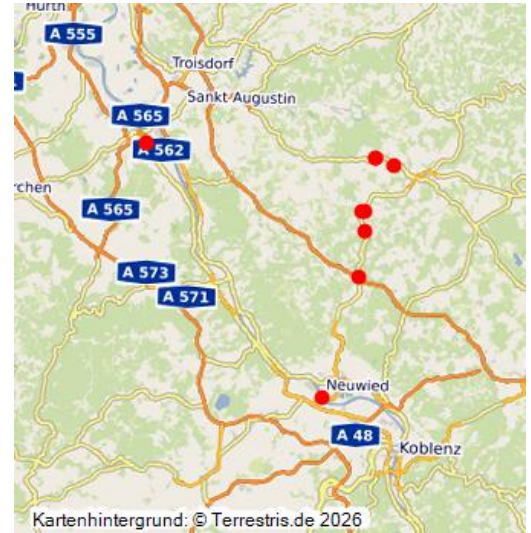 Hürth
A 555
Troisdorf
Sankt Augustin
A 565
A 562
rchen
A 565
A 573
A 571
Neuwied
A 48
Koblenz
Kartenhintergrund: © Terrestris.de 2026